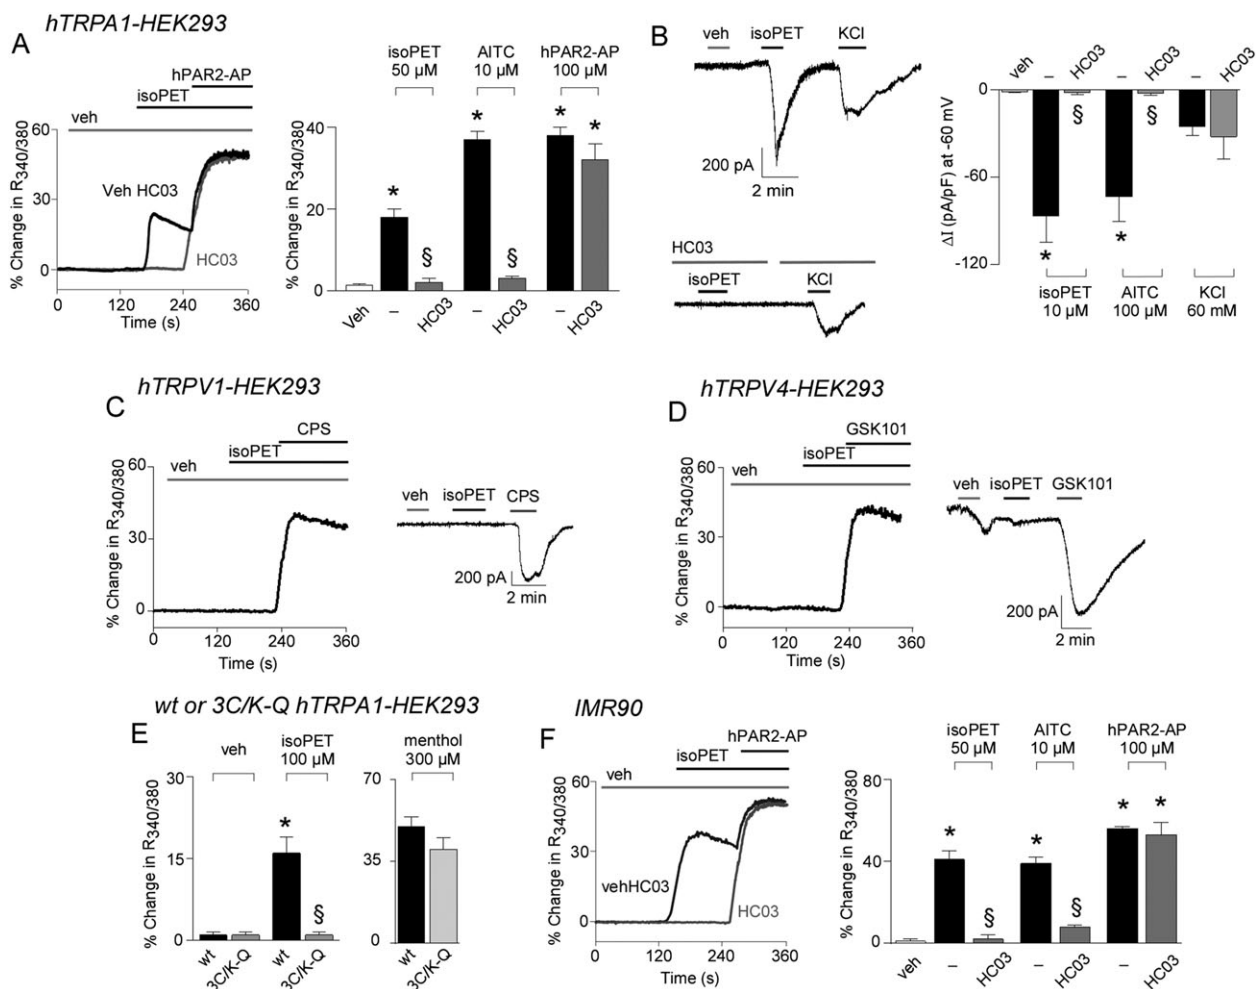 hTRPA1-HEK293
A
hPAR2-AP
isoPET
veh
60
30
0
% Change in R340/380
Veh HC03
HC03
0 120 240 360
Time (s)
isoPET
50 µM
AITC
10 µM
hPAR2-AP
100 µM
40
20
0
% Change in R340/380
* § * § * *
Veh – HC03 – HC03 – HC03
B
veh isoPET KCl
200 pA
2 min
HC03
isoPET KCl
veh – HC03 – HC03 – HC03
0
-60
-120
ΔI (pA/pF) at -60 mV
* § * §
isoPET
10 µM
AITC
100 µM
KCl
60 mM
hTRPV1-HEK293
C
CPS
isoPET
veh
60
30
0
% Change in R340/380
0 120 240 360
Time (s)
veh isoPET CPS
200 pA
2 min
hTRPV4-HEK293
D
GSK101
isoPET
veh
60
30
0
% Change in R340/380
0 120 240 360
Time (s)
veh isoPET GSK101
200 pA
2 min
wt or 3C/K-Q hTRPA1-HEK293
E
veh
isoPET
100 µM
30
15
0
% Change in R340/380
* §
wt 3C/K-Q wt 3C/K-Q
menthol
300 µM
70
35
0
wt 3C/K-Q
IMR90
F
hPAR2-AP
isoPET
veh
60
30
0
% Change in R340/380
vehHC03
HC03
0 120 240 360
Time (s)
isoPET
50 µM
AITC
10 µM
hPAR2-AP
100 µM
80
40
0
% Change in R340/380
* § * § * *
veh – HC03 – HC03 – HC03